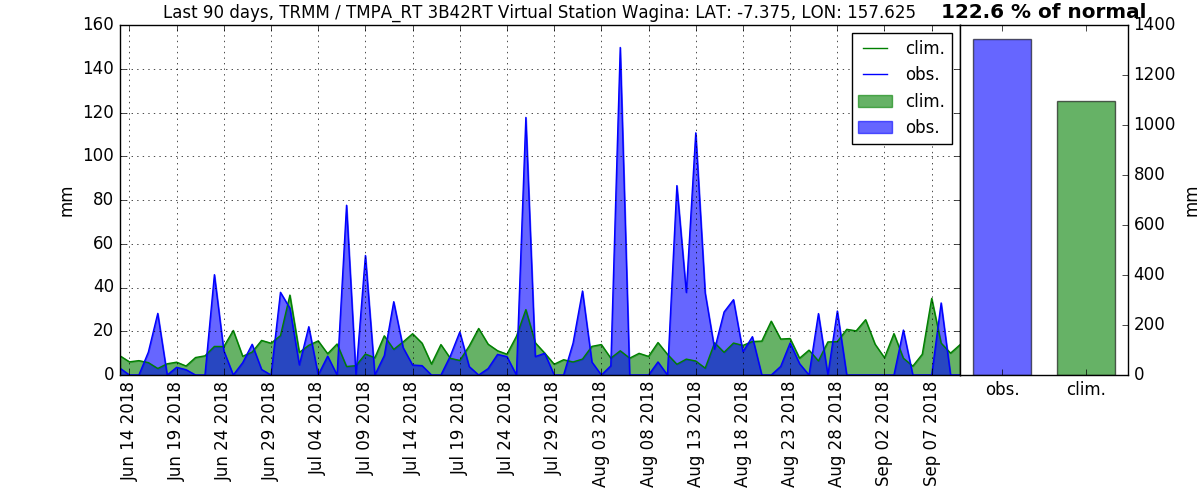 Last 90 days, TRMM / TMPA_RT 3B42RT Virtual Station Wagina: LAT: -7.375, LON: 157.625
122.6 % of normal
160
140
120
100
80
60
40
20
0
mm
clim.
obs.
clim.
obs.
Jun 14 2018
Jun 19 2018
Jun 24 2018
Jun 29 2018
Jul 04 2018
Jul 09 2018
Jul 14 2018
Jul 19 2018
Jul 24 2018
Jul 29 2018
Aug 03 2018
Aug 08 2018
Aug 13 2018
Aug 18 2018
Aug 23 2018
Aug 28 2018
Sep 02 2018
Sep 07 2018
1400
1200
1000
800
600
400
200
0
mm
obs.
clim.